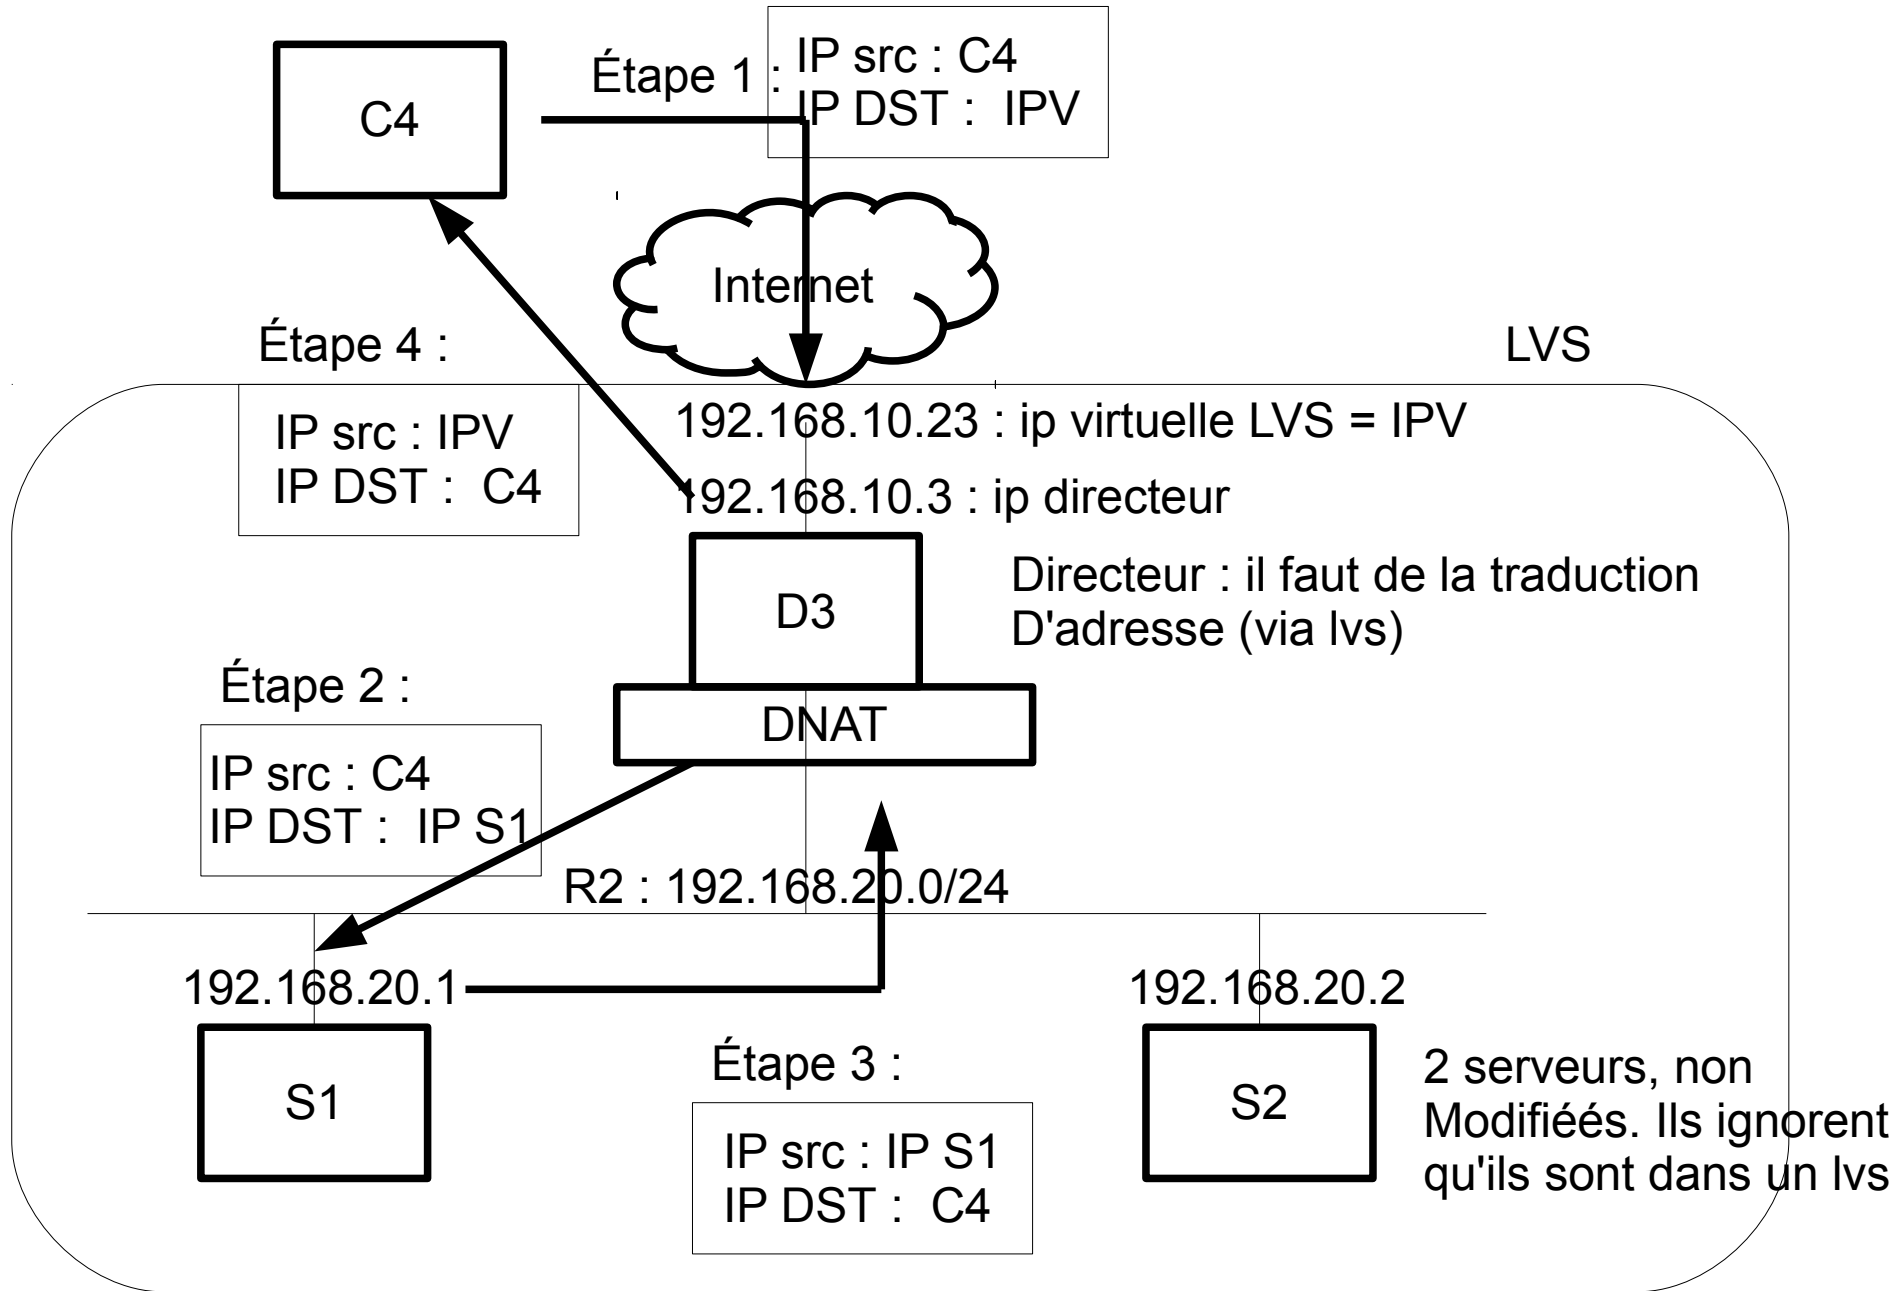 C4
Étape 1 :
IP src : C4
IP DST : IPV
Internet
Étape 4 :
LVS
IP src : IPV
IP DST : C4
192.168.10.23 : ip virtuelle LVS = IPV
192.168.10.3 : ip directeur
D3
Directeur : il faut de la traduction
D'adresse (via lvs)
Étape 2 :
DNAT
IP src : C4
IP DST : IP S1
R2 : 192.168.20.0/24
192.168.20.1
192.168.20.2
S1
Étape 3 :
IP src : IP S1
IP DST : C4
S2
2 serveurs, non
Modifiéés. Ils ignorent
qu'ils sont dans un lvs